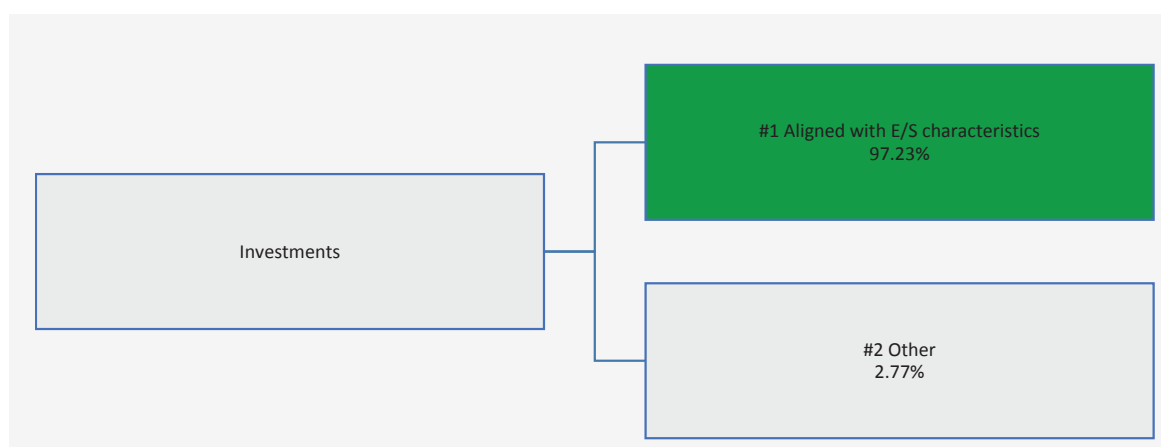 Investments
#1 Aligned with E/S characteristics
97.23%
#2 Other
2.77%